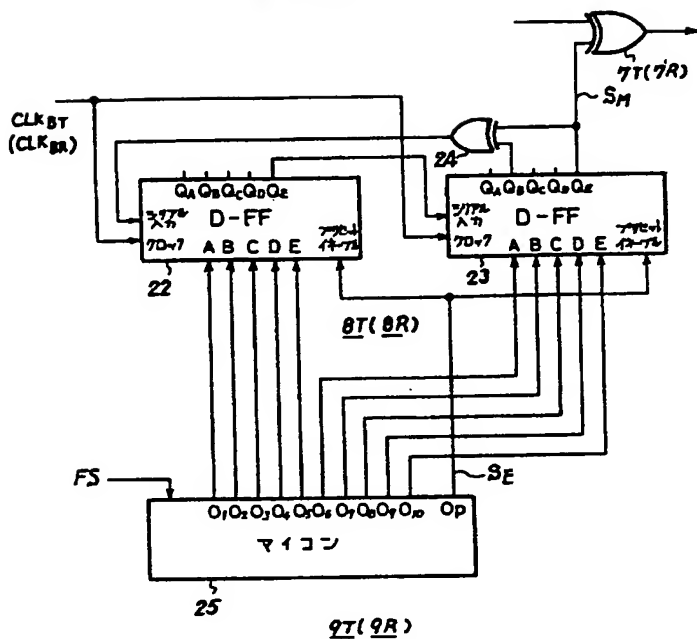 7T(7'R)
SM
CLKBT
(CLKBR)
24
QA QB QC QD QE
シリアル
入力
D-FF
プリセット
イネーブル
クロック
A B C D E
22
QA QB QC QD QE
シリアル
入力
D-FF
プリセット
イネーブル
クロック
A B C D E
23
8T(8R)
SE
FS
O1 O2 O3 O4 O5 O6 O7 O8 O9 O10 OP
マイコン
25
9T(9R)